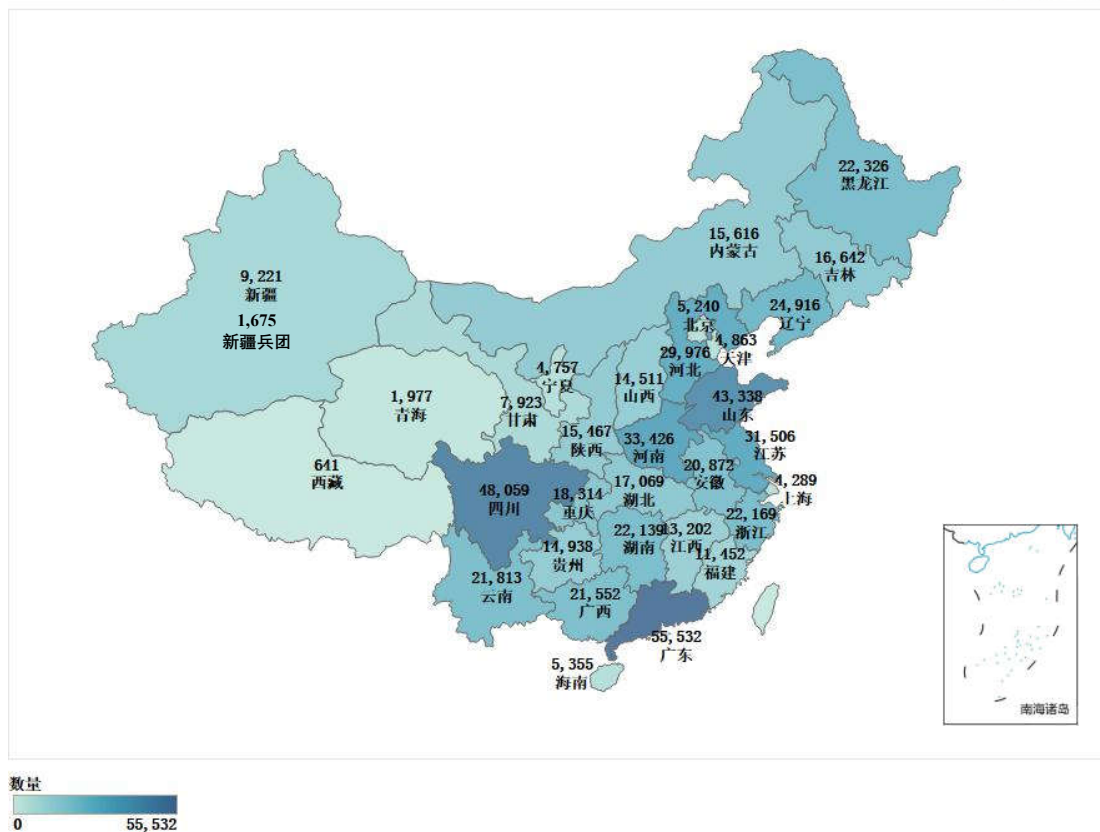 22,326
黑龙江
15,616
内蒙古
16,642
吉林
9,221
新疆
1,675
新疆兵团
5,240
北京
24,916
辽宁
4,863
天津
29,976
河北
4,757
宁夏
14,511
山西
1,977
青海
7,923
甘肃
43,338
山东
15,467
陕西
33,426
河南
31,506
江苏
641
西藏
20,872
安徽
48,059
四川
18,314
重庆
17,069
湖北
4,289
上海
22,169
浙江
22,139
湖南
13,202
江西
14,938
贵州
11,452
福建
21,813
云南
21,552
广西
55,532
广东
5,355
海南
南海诸岛
数量
0 55,532